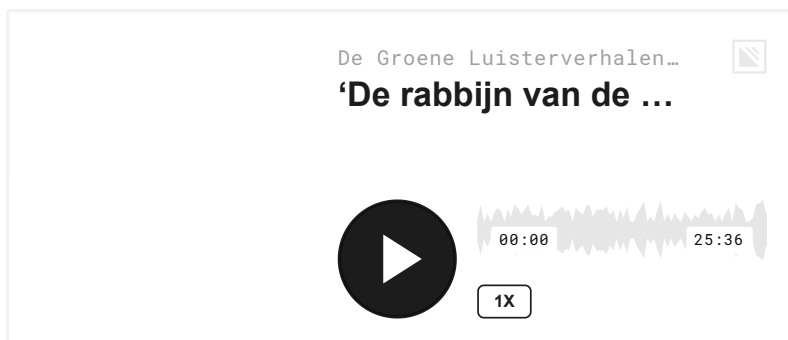 De Groene Luisterverhalen…
‘De rabbijn van de …
00:00 25:36
1X